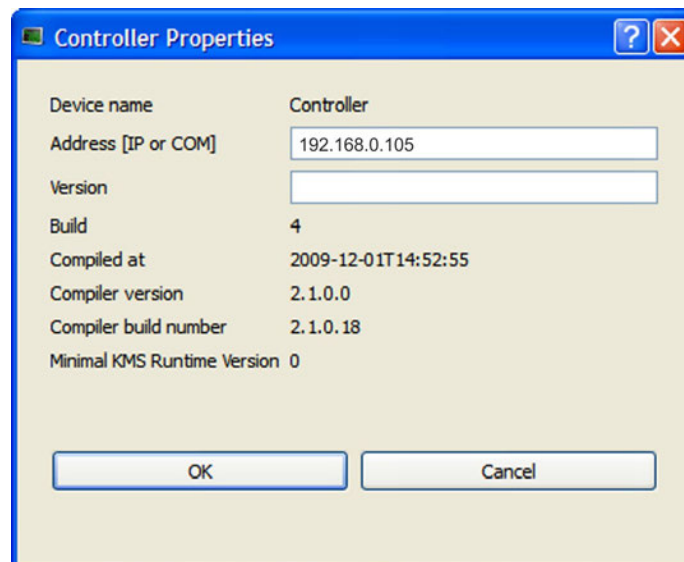 Controller Properties
Device name Controller
Address [IP or COM] 192.168.0.105
Version
Build 4
Compiled at 2009-12-01T14:52:55
Compiler version 2.1.0.0
Compiler build number 2.1.0.18
Minimal KMS Runtime Version 0
OK Cancel